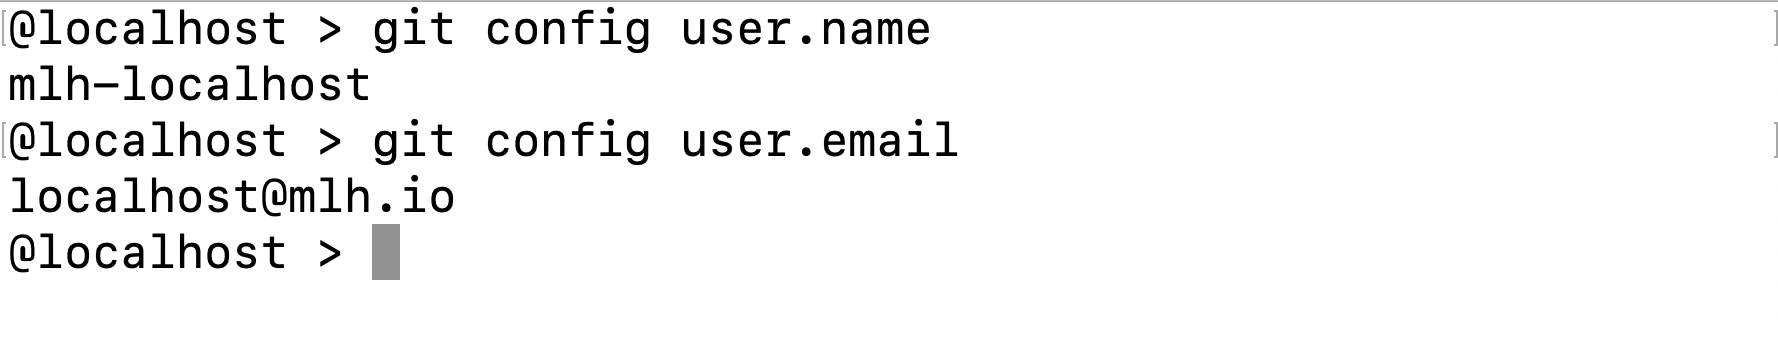 @localhost > git config user.name
mlh-localhost
@localhost > git config user.email
localhost@mlh.io
@localhost >